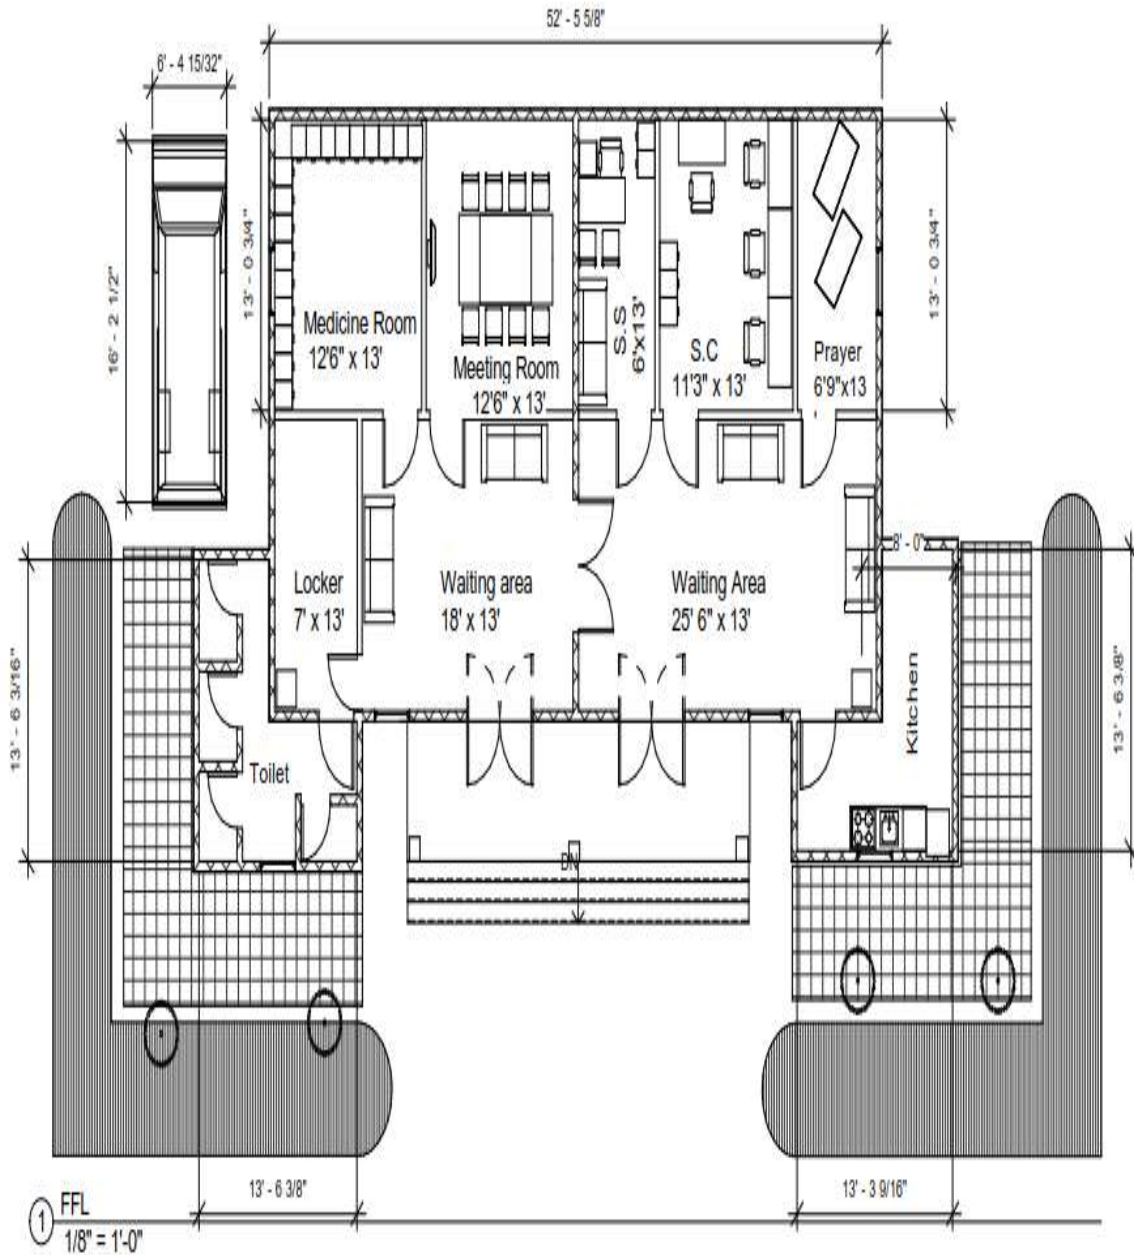 52' - 5 5/8"
6' - 4 15/32"
16' - 2 1/2"
13' - 0 3/4"
13' - 0 3/4"
Medicine Room
12'6" x 13'
Meeting Room
12'6" x 13'
S.S
6'x13'
S.C
11'3" x 13'
Prayer
6'9"x13
8' - 0"
Locker
7' x 13'
Waiting area
18' x 13'
Waiting Area
25' 6" x 13'
Kitchen
13' - 6 3/16"
13' - 6 3/8"
Toilet
DN
13' - 6 3/8"
13' - 3 9/16"
1
FFL
1/8" = 1'-0"